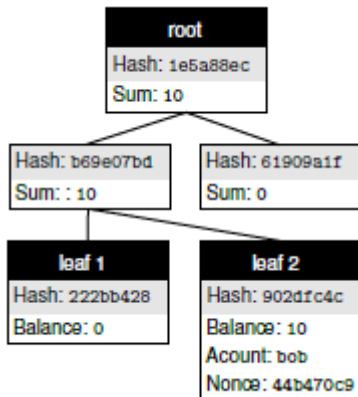 root
Hash: 1e5a88ec
Sum: 10
Hash: b69e07bd
Sum: : 10
Hash: 61909a1f
Sum: 0
leaf 1
Hash: 222bb428
Balance: 0
leaf 2
Hash: 902dfc4c
Balance: 10
Acount: bob
Nonce: 44b470c9